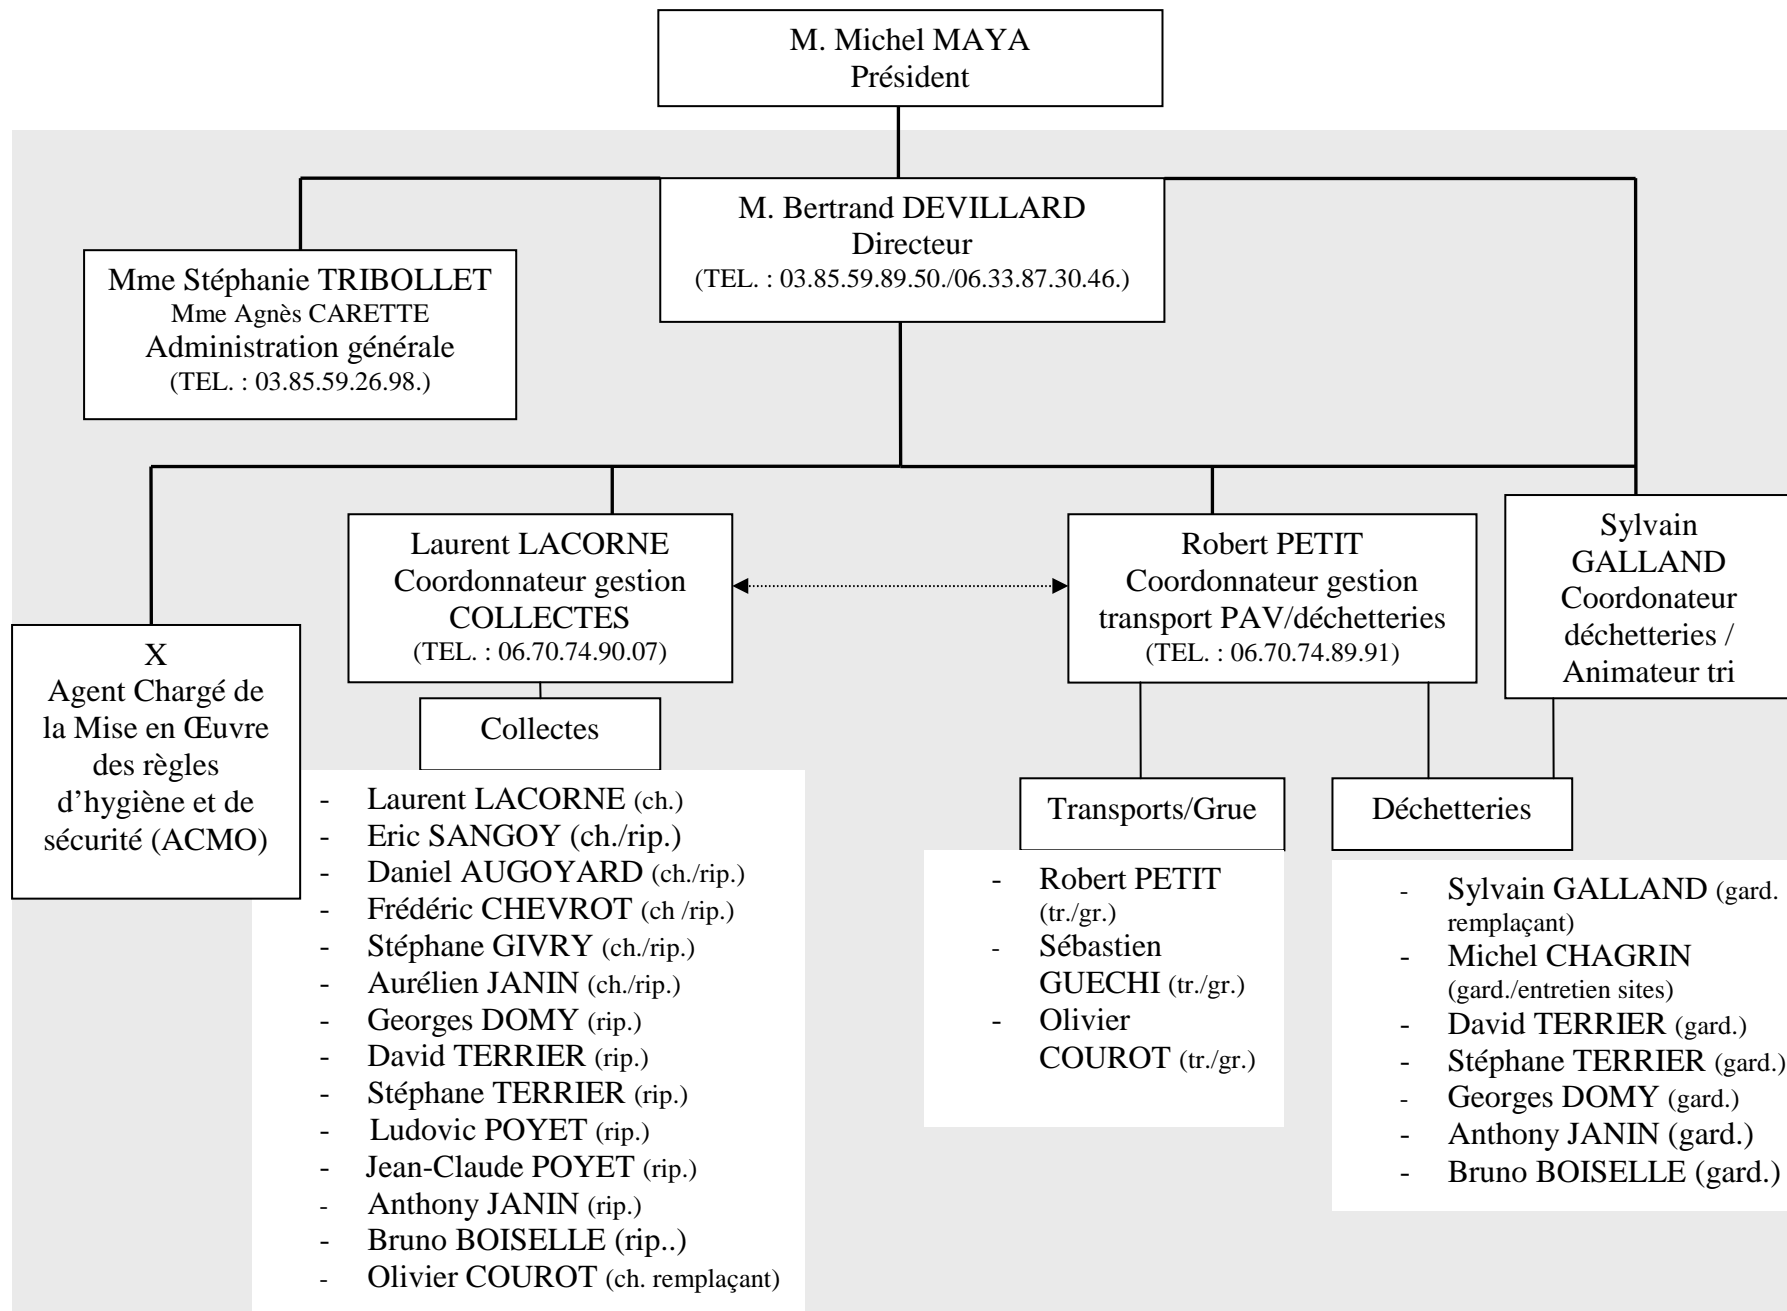 M. Michel MAYA
Président
M. Bertrand DEVILLARD
Directeur
(TEL. : 03.85.59.89.50./06.33.87.30.46.)
Mme Stéphanie TRIBOLLET
Mme Agnès CARETTE
Administration générale
(TEL. : 03.85.59.26.98.)
X
Agent Chargé de
la Mise en Œuvre
des règles
d’hygiène et de
sécurité (ACMO)
Laurent LACORNE
Coordonnateur gestion
COLLECTES
(TEL. : 06.70.74.90.07)
Robert PETIT
Coordonnateur gestion
transport PAV/déchetteries
(TEL. : 06.70.74.89.91)
Sylvain
GALLAND
Coordonateur
déchetteries /
Animateur tri
Collectes
- Laurent LACORNE (ch.)
- Eric SANGOY (ch./rip.)
- Daniel AUGOYARD (ch./rip.)
- Frédéric CHEVROT (ch /rip.)
- Stéphane GIVRY (ch./rip.)
- Aurélien JANIN (ch./rip.)
- Georges DOMY (rip.)
- David TERRIER (rip.)
- Stéphane TERRIER (rip.)
- Ludovic POYET (rip.)
- Jean-Claude POYET (rip.)
- Anthony JANIN (rip.)
- Bruno BOISELLE (rip..)
- Olivier COUROT (ch. remplaçant)
Transports/Grue
- Robert PETIT
(tr./gr.)
- Sébastien
GUECHI (tr./gr.)
- Olivier
COUROT (tr./gr.)
Déchetteries
- Sylvain GALLAND (gard.
remplaçant)
- Michel CHAGRIN
(gard./entretien sites)
- David TERRIER (gard.)
- Stéphane TERRIER (gard.)
- Georges DOMY (gard.)
- Anthony JANIN (gard.)
- Bruno BOISELLE (gard.)